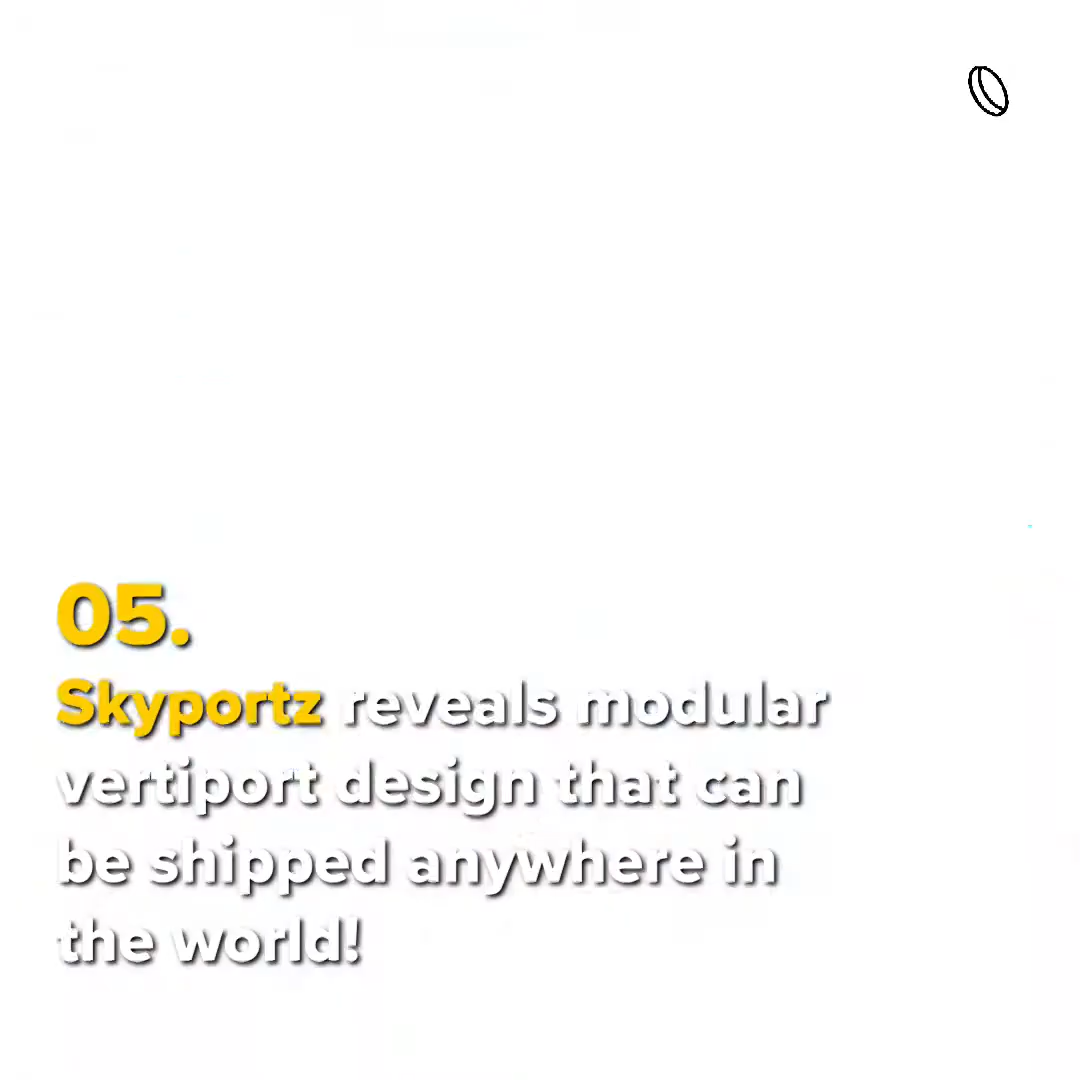 05.
Skyportz reveals modular
vertiport design that can
be shipped anywhere in
the world!